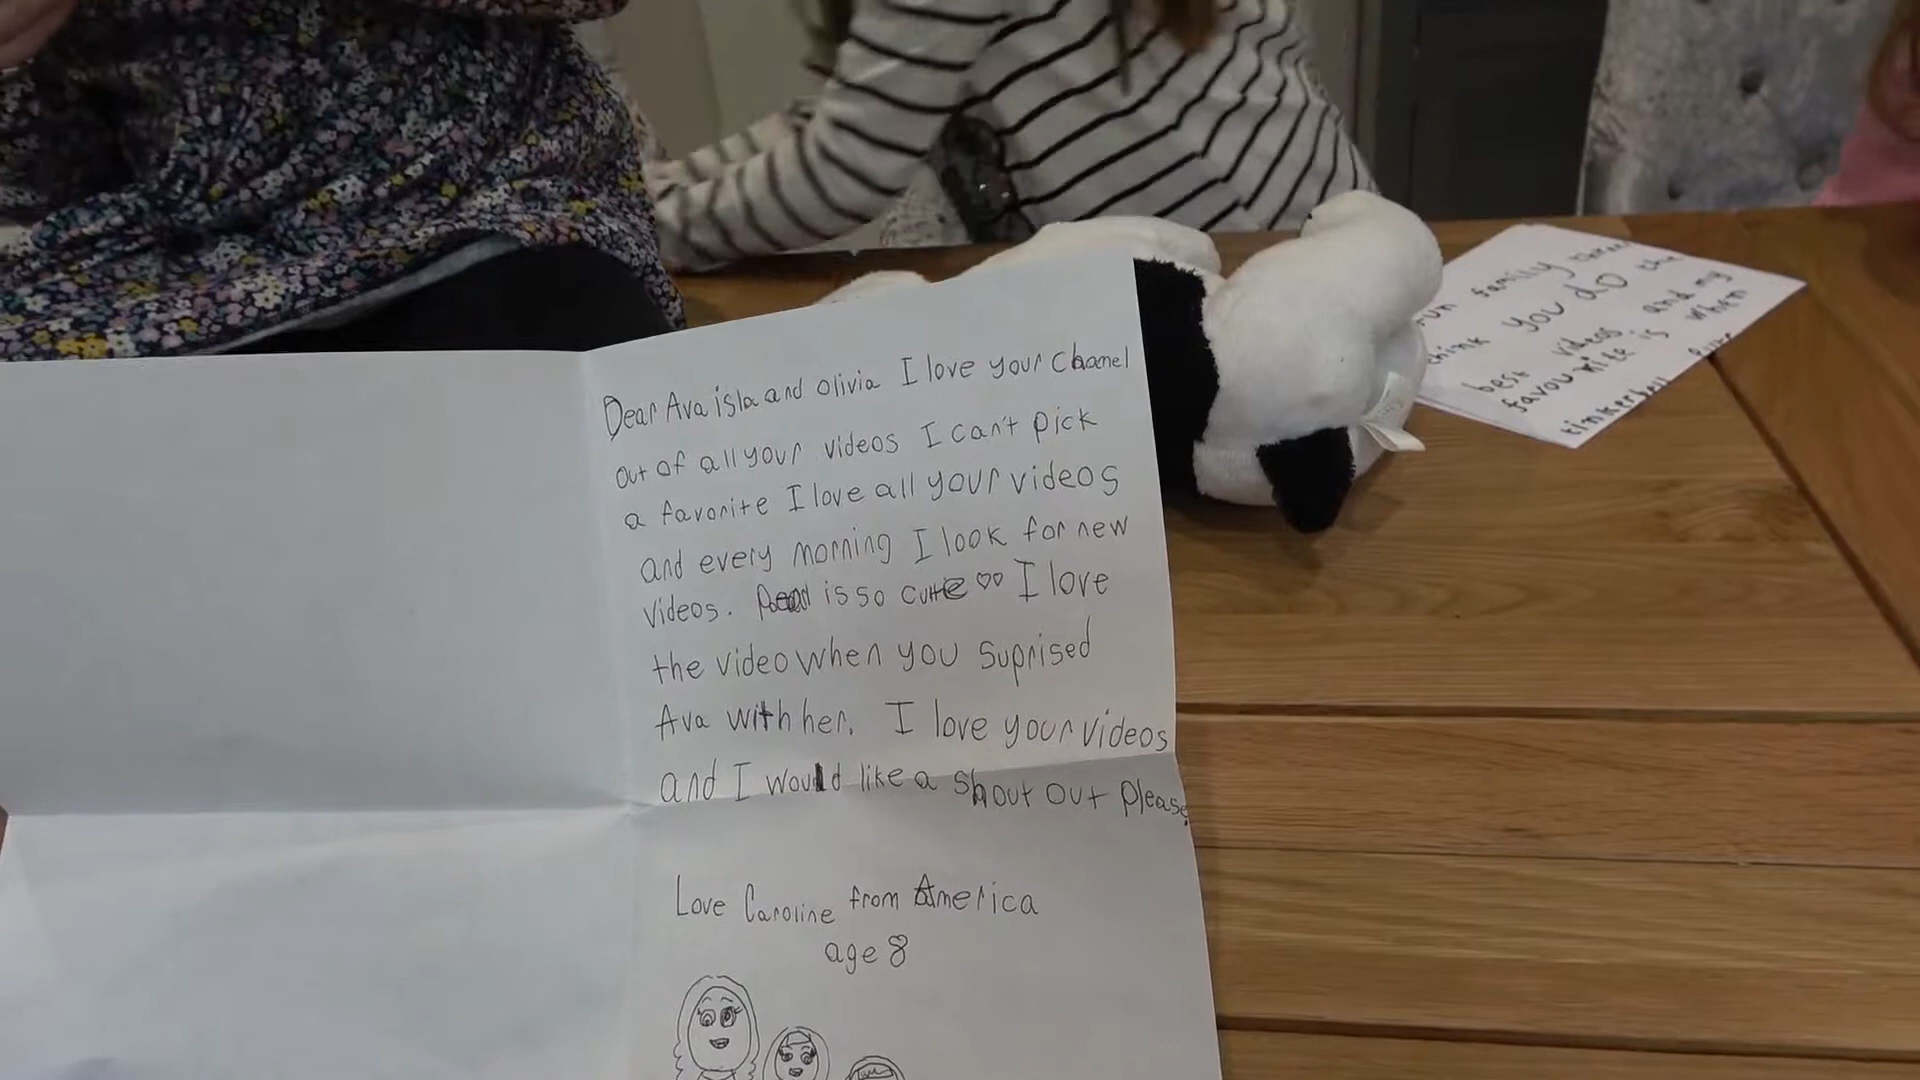 Dear Ava isla and olivia I love your Chanel
out of all your videos I can't pick
a favorite I love all your videos
and every morning I look for new
videos. is so cute ♡♡ I love
the video when you Suprised
Ava with her. I love your videos
and I would like a Shout out please
Love Caroline from America
age 8
family
think you do the
best videos and my
favourite is when
tinkerbell